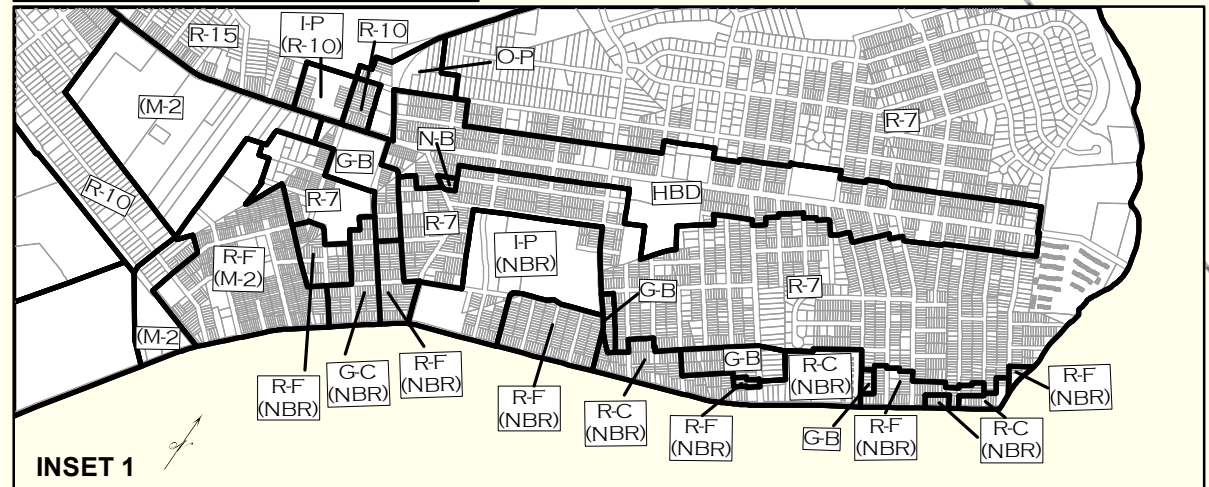 R-15
I-P
(R-10)
R-10
O-P
(M-2
R-7
N-B
G-B
R-10
R-7
HBD
R-7
R-F
(M-2)
I-P
(NBR)
G-B
R-7
(M-2
G-B
R-C
(NBR)
R-F
(NBR)
G-C
(NBR)
R-F
(NBR)
R-F
(NBR)
R-C
(NBR)
R-F
(NBR)
G-B
R-F
(NBR)
R-C
(NBR)
R-F
(NBR)
INSET 1